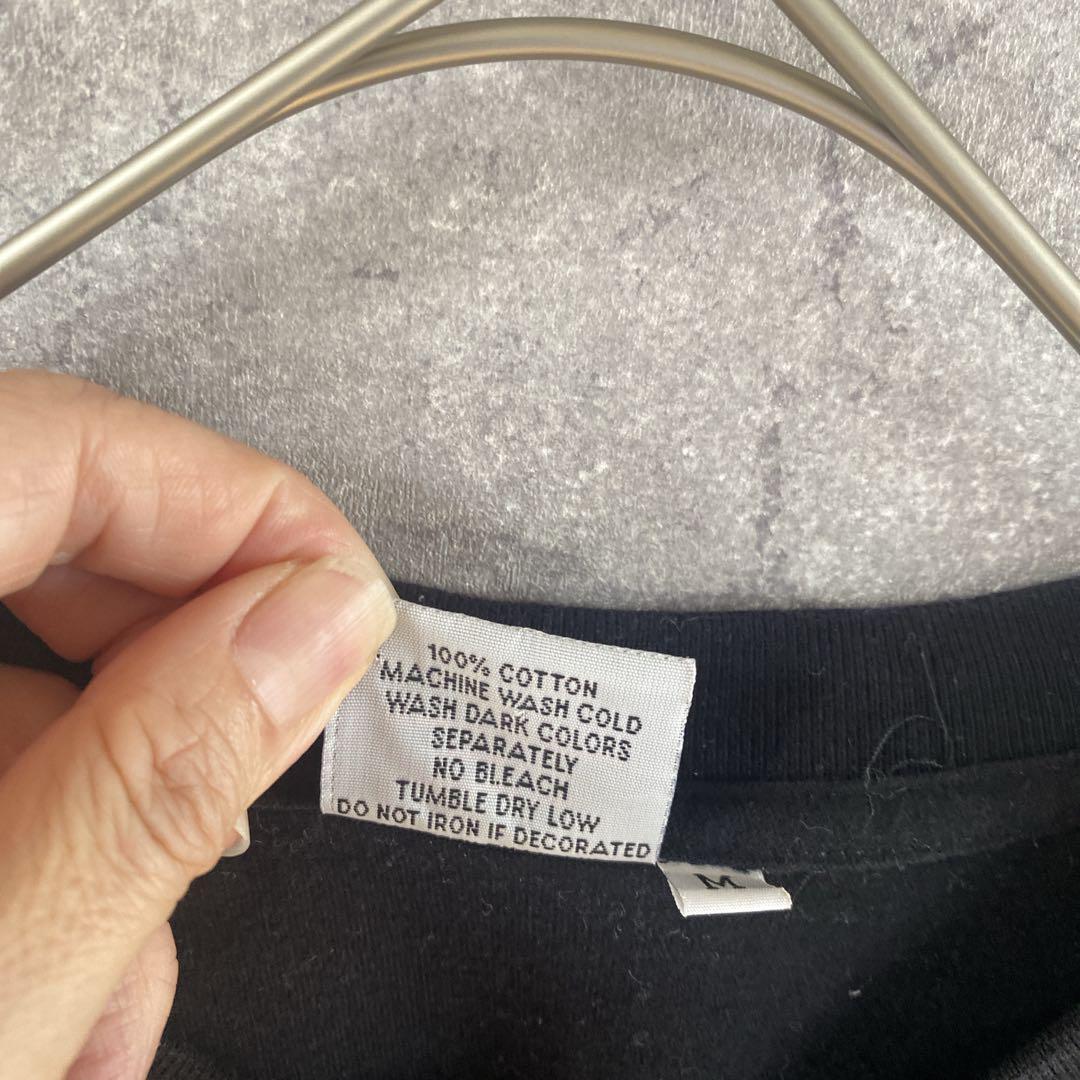 100% COTTON
MACHINE WASH COLD
WASH DARK COLORS
SEPARATELY
NO BLEACH
TUMBLE DRY LOW
DO NOT IRON IF DECORATED
M